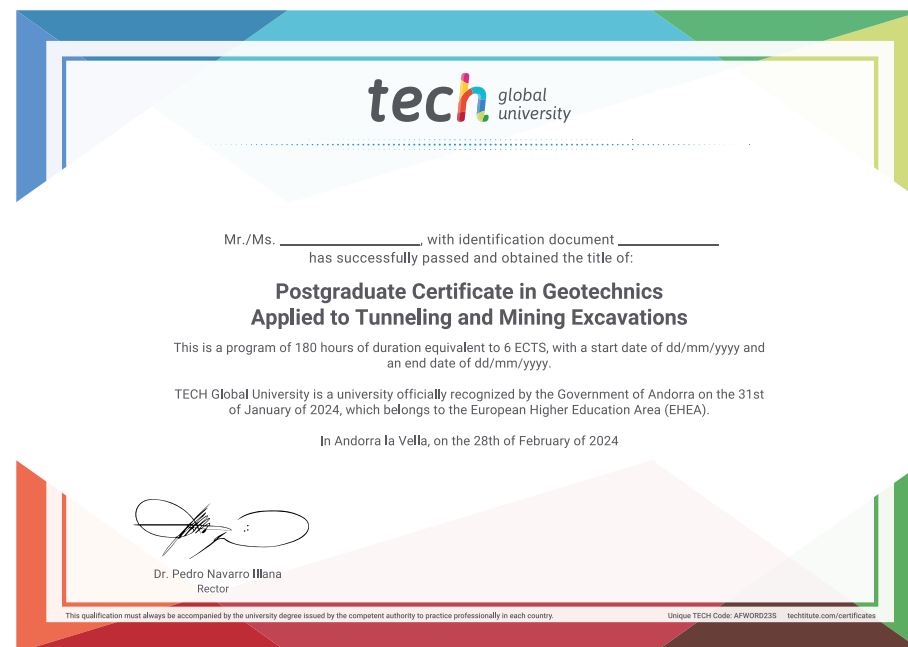 tech global
university
Mr./Ms. ____________, with identification document ____________
has successfully passed and obtained the title of:
Postgraduate Certificate in Geotechnics
Applied to Tunneling and Mining Excavations
This is a program of 180 hours of duration equivalent to 6 ECTS, with a start date of dd/mm/yyyy and
an end date of dd/mm/yyyy.
TECH Global University is a university officially recognized by the Government of Andorra on the 31st
of January of 2024, which belongs to the European Higher Education Area (EHEA).
In Andorra la Vella, on the 28th of February of 2024
Dr. Pedro Navarro Illana
Rector
This qualification must always be accompanied by the university degree issued by the competent authority to practice professionally in each country.
Unique TECH Code: AFWORD23S techtitute.com/certificates